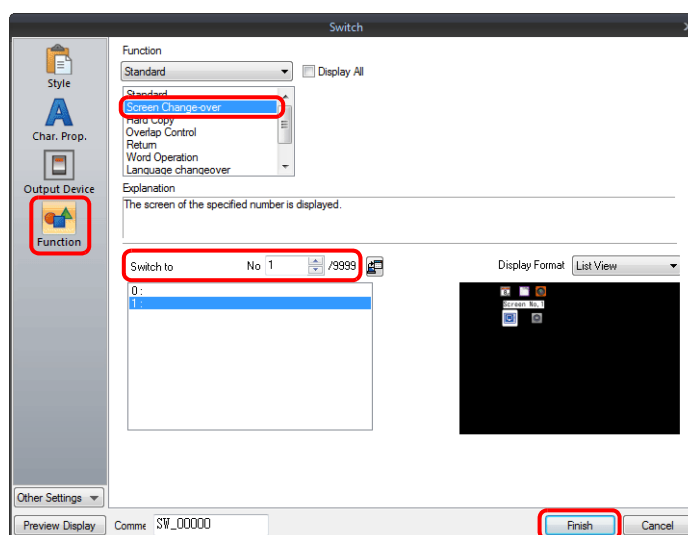 Switch
Function
Standard
Display All
Standard
Screen Change-over
Hard Copy
Overlap Control
Return
Word Operation
Language changeover
Explanation
The screen of the specified number is displayed.
Style
Char. Prop.
Output Device
Function
Switch to No 1 /9999
Display Format List View
0 :
1 :
Screen No.1
Other Settings
Preview Display
Comme SW_00000
Finish
Cancel